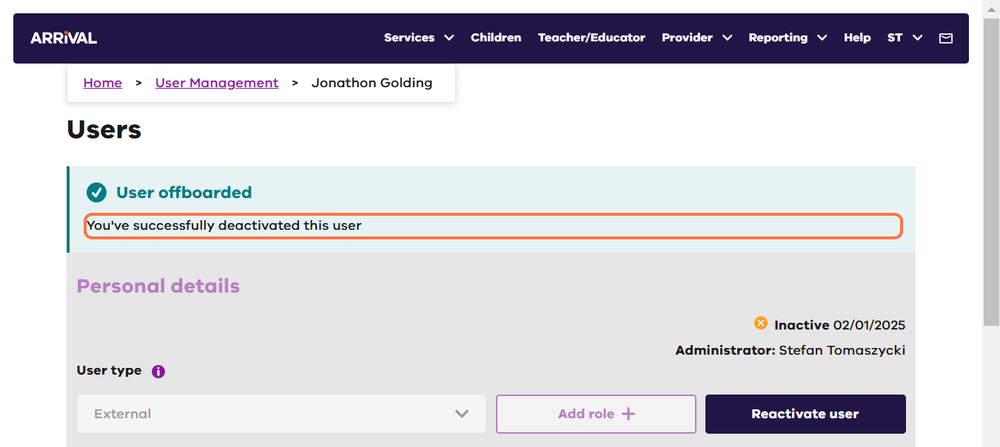 ARRiVAL Services Children Teacher/Educator Provider Reporting Help ST
Home > User Management > Jonathon Golding
Users
User offboarded
You've successfully deactivated this user
Personal details
Inactive 02/01/2025
Administrator: Stefan Tomaszycki
User type
External Add role Reactivate user